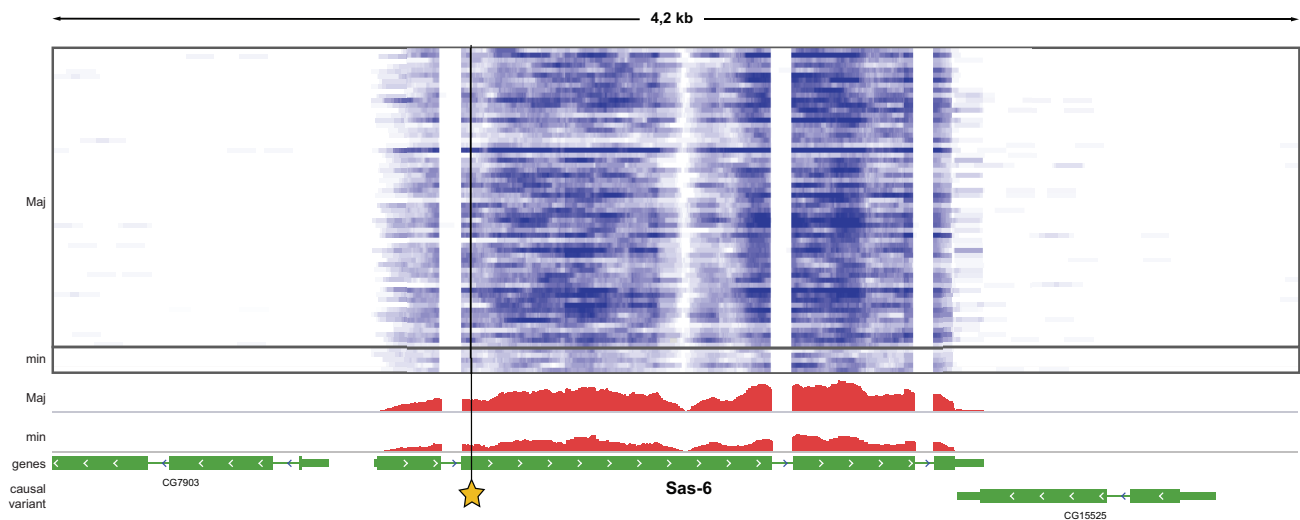 4,2 kb
Maj
min
Maj
min
genes
CG7903
Sas-6
causal
variant
CG15525